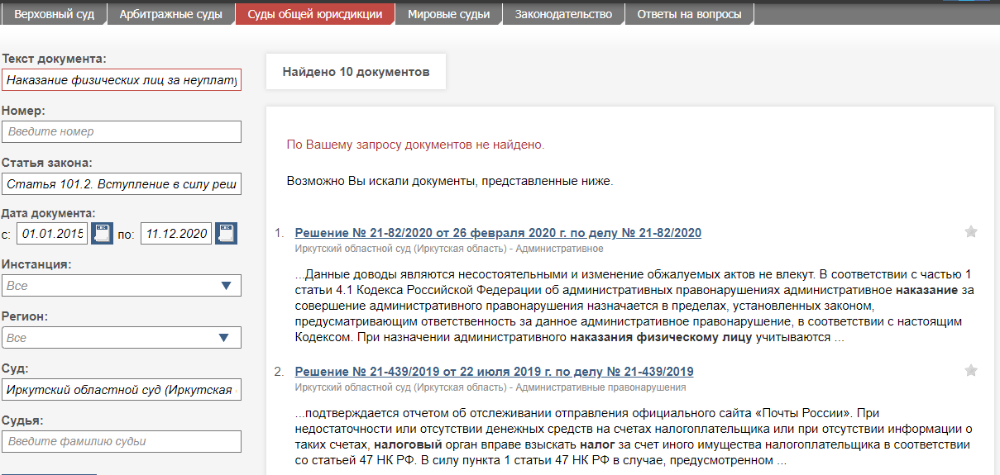 Верховный суд Арбитражные суды Суды общей юрисдикции Мировые судьи Законодательство Ответы на вопросы
Текст документа:
Наказание физических лиц за неуплату
Номер:
Введите номер
Статья закона:
Статья 101.2. Вступление в силу реш
Дата документа:
с: 01.01.2015 по: 11.12.2020
Инстанция:
Все
Регион:
Все
Суд:
Иркутский областной суд (Иркутская
Судья:
Введите фамилию судьи
Найдено 10 документов
По Вашему запросу документов не найдено.
Возможно Вы искали документы, представленные ниже.
1. Решение № 21-82/2020 от 26 февраля 2020 г. по делу № 21-82/2020
Иркутский областной суд (Иркутская область) - Административное
...Данные доводы являются несостоятельными и изменение обжалуемых актов не влекут. В соответствии с частью 1
статьи 4.1 Кодекса Российской Федерации об административных правонарушениях административное наказание за
совершение административного правонарушения назначается в пределах, установленных законом,
предусматривающим ответственность за данное административное правонарушение, в соответствии с настоящим
Кодексом. При назначении административного наказания физическому лицу учитываются ...
2. Решение № 21-439/2019 от 22 июля 2019 г. по делу № 21-439/2019
Иркутский областной суд (Иркутская область) - Административные правонарушения
...подтверждается отчетом об отслеживании отправления официального сайта «Почты России». При
недостаточности или отсутствии денежных средств на счетах налогоплательщика или при отсутствии информации о
таких счетах, налоговый орган вправе взыскать налог за счет иного имущества налогоплательщика в соответствии
со статьей 47 НК РФ. В силу пункта 1 статьи 47 НК РФ в случае, предусмотренном ...